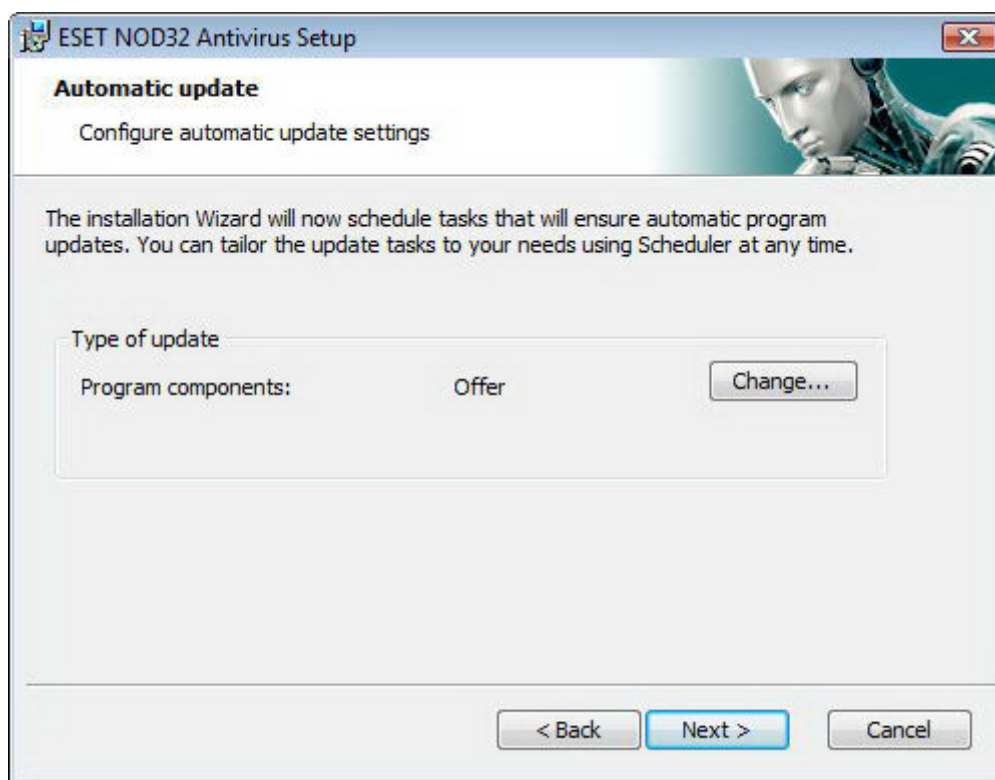 ESET NOD32 Antivirus Setup
Automatic update
Configure automatic update settings
The installation Wizard will now schedule tasks that will ensure automatic program
updates. You can tailor the update tasks to your needs using Scheduler at any time.
Type of update
Program components: Offer Change...
< Back Next > Cancel